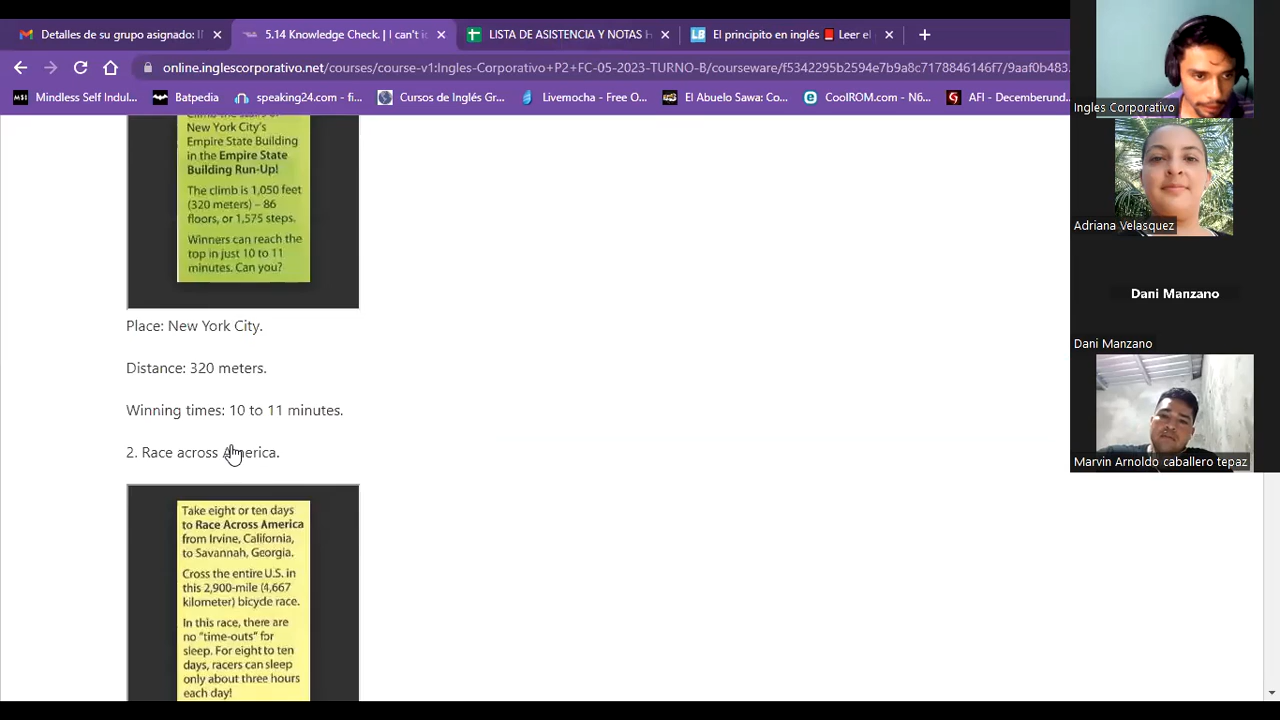 Detalles de su grupo asignado: I
5.14 Knowledge Check. | I can't i
LISTA DE ASISTENCIA Y NOTAS H
El principito en inglés 📕 Leer el
online.inglescorporativo.net/courses/course-v1:Ingles-Corporativo+P2+FC-05-2023-TURNO-B/courseware/f5342295b2594e7b9a8c7178846146f7/9aaf0b483.
Mindless Self Indul...
Batpedia
speaking24.com - fi...
Cursos de Inglés Gr...
Livemocha - Free O...
El Abuelo Sawa: Co...
CoolROM.com - N6...
AFI - Decemberund...
Climb the stairs of
New York City's
Empire State Building
in the Empire State
Building Run-Up!
The climb is 1,050 feet
(320 meters) – 86
floors, or 1,575 steps.
Winners can reach the
top in just 10 to 11
minutes. Can you?
Place: New York City.
Distance: 320 meters.
Winning times: 10 to 11 minutes.
2. Race across America.
Take eight or ten days
to Race Across America
from Irvine, California,
to Savannah, Georgia.
Cross the entire U.S. in
this 2,900-mile (4,667
kilometer) bicycle race.
In this race, there are
no "time-outs" for
sleep. For eight to ten
days, racers can sleep
only about three hours
each day!
Ingles Corporativo
Adriana Velasquez
Dani Manzano
Dani Manzano
Marvin Arnoldo caballero tepaz